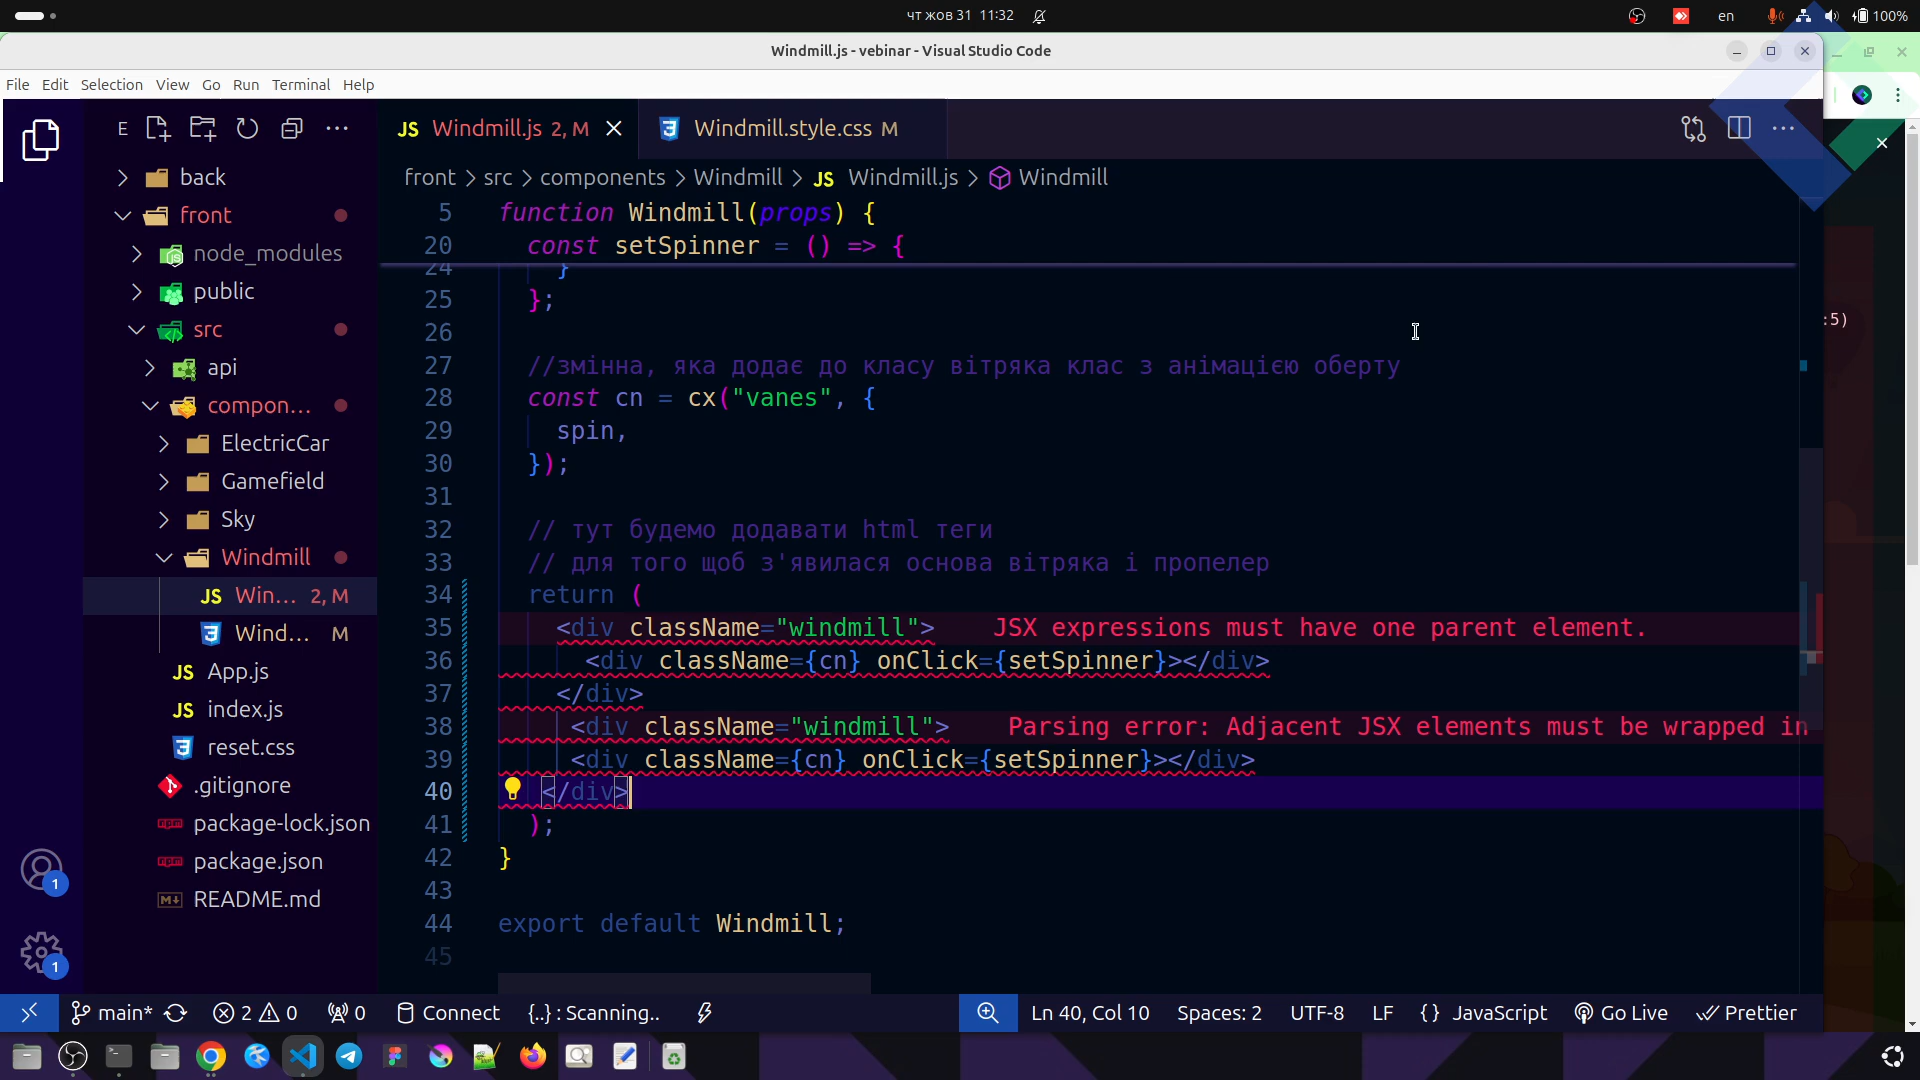 чт жов 31 11:32
en
100%
Windmill.js - vebinar - Visual Studio Code
File Edit Selection View Go Run Terminal Help
E
JS Windmill.js 2, M
Windmill.style.css M
front > src > components > Windmill > JS Windmill.js > Windmill
back
front
node_modules
public
src
api
compon...
ElectricCar
Gamefield
Sky
Windmill
JS Win... 2, M
Wind... M
JS App.js
JS index.js
reset.css
.gitignore
package-lock.json
package.json
README.md
5 function Windmill(props) {
20 const setSpinner = () => {
24 }
25 };
26
27 //змінна, яка додає до класу вітряка клас з анімацією оберту
28 const cn = cx("vanes", {
29 spin,
30 });
31
32 // тут будемо додавати html теги
33 // для того щоб з'явилася основа вітряка і пропелер
34 return (
35 <div className="windmill"> JSX expressions must have one parent element.
36 <div className={cn} onClick={setSpinner}></div>
37 </div>
38 <div className="windmill"> Parsing error: Adjacent JSX elements must be wrapped in
39 <div className={cn} onClick={setSpinner}></div>
40 </div>
41 );
42 }
43
44 export default Windmill;
45
:5)
1
1
main* 2 0 0 Connect {..} : Scanning.. Ln 40, Col 10 Spaces: 2 UTF-8 LF {} JavaScript Go Live Prettier